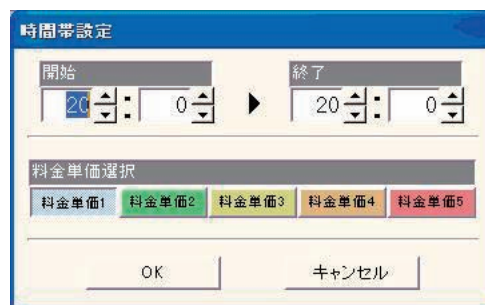 時間帯設定
開始 終了
20 : 0 ▶ 20 : 0
料金単価選択
料金単価1 料金単価2 料金単価3 料金単価4 料金単価5
OK キャンセル